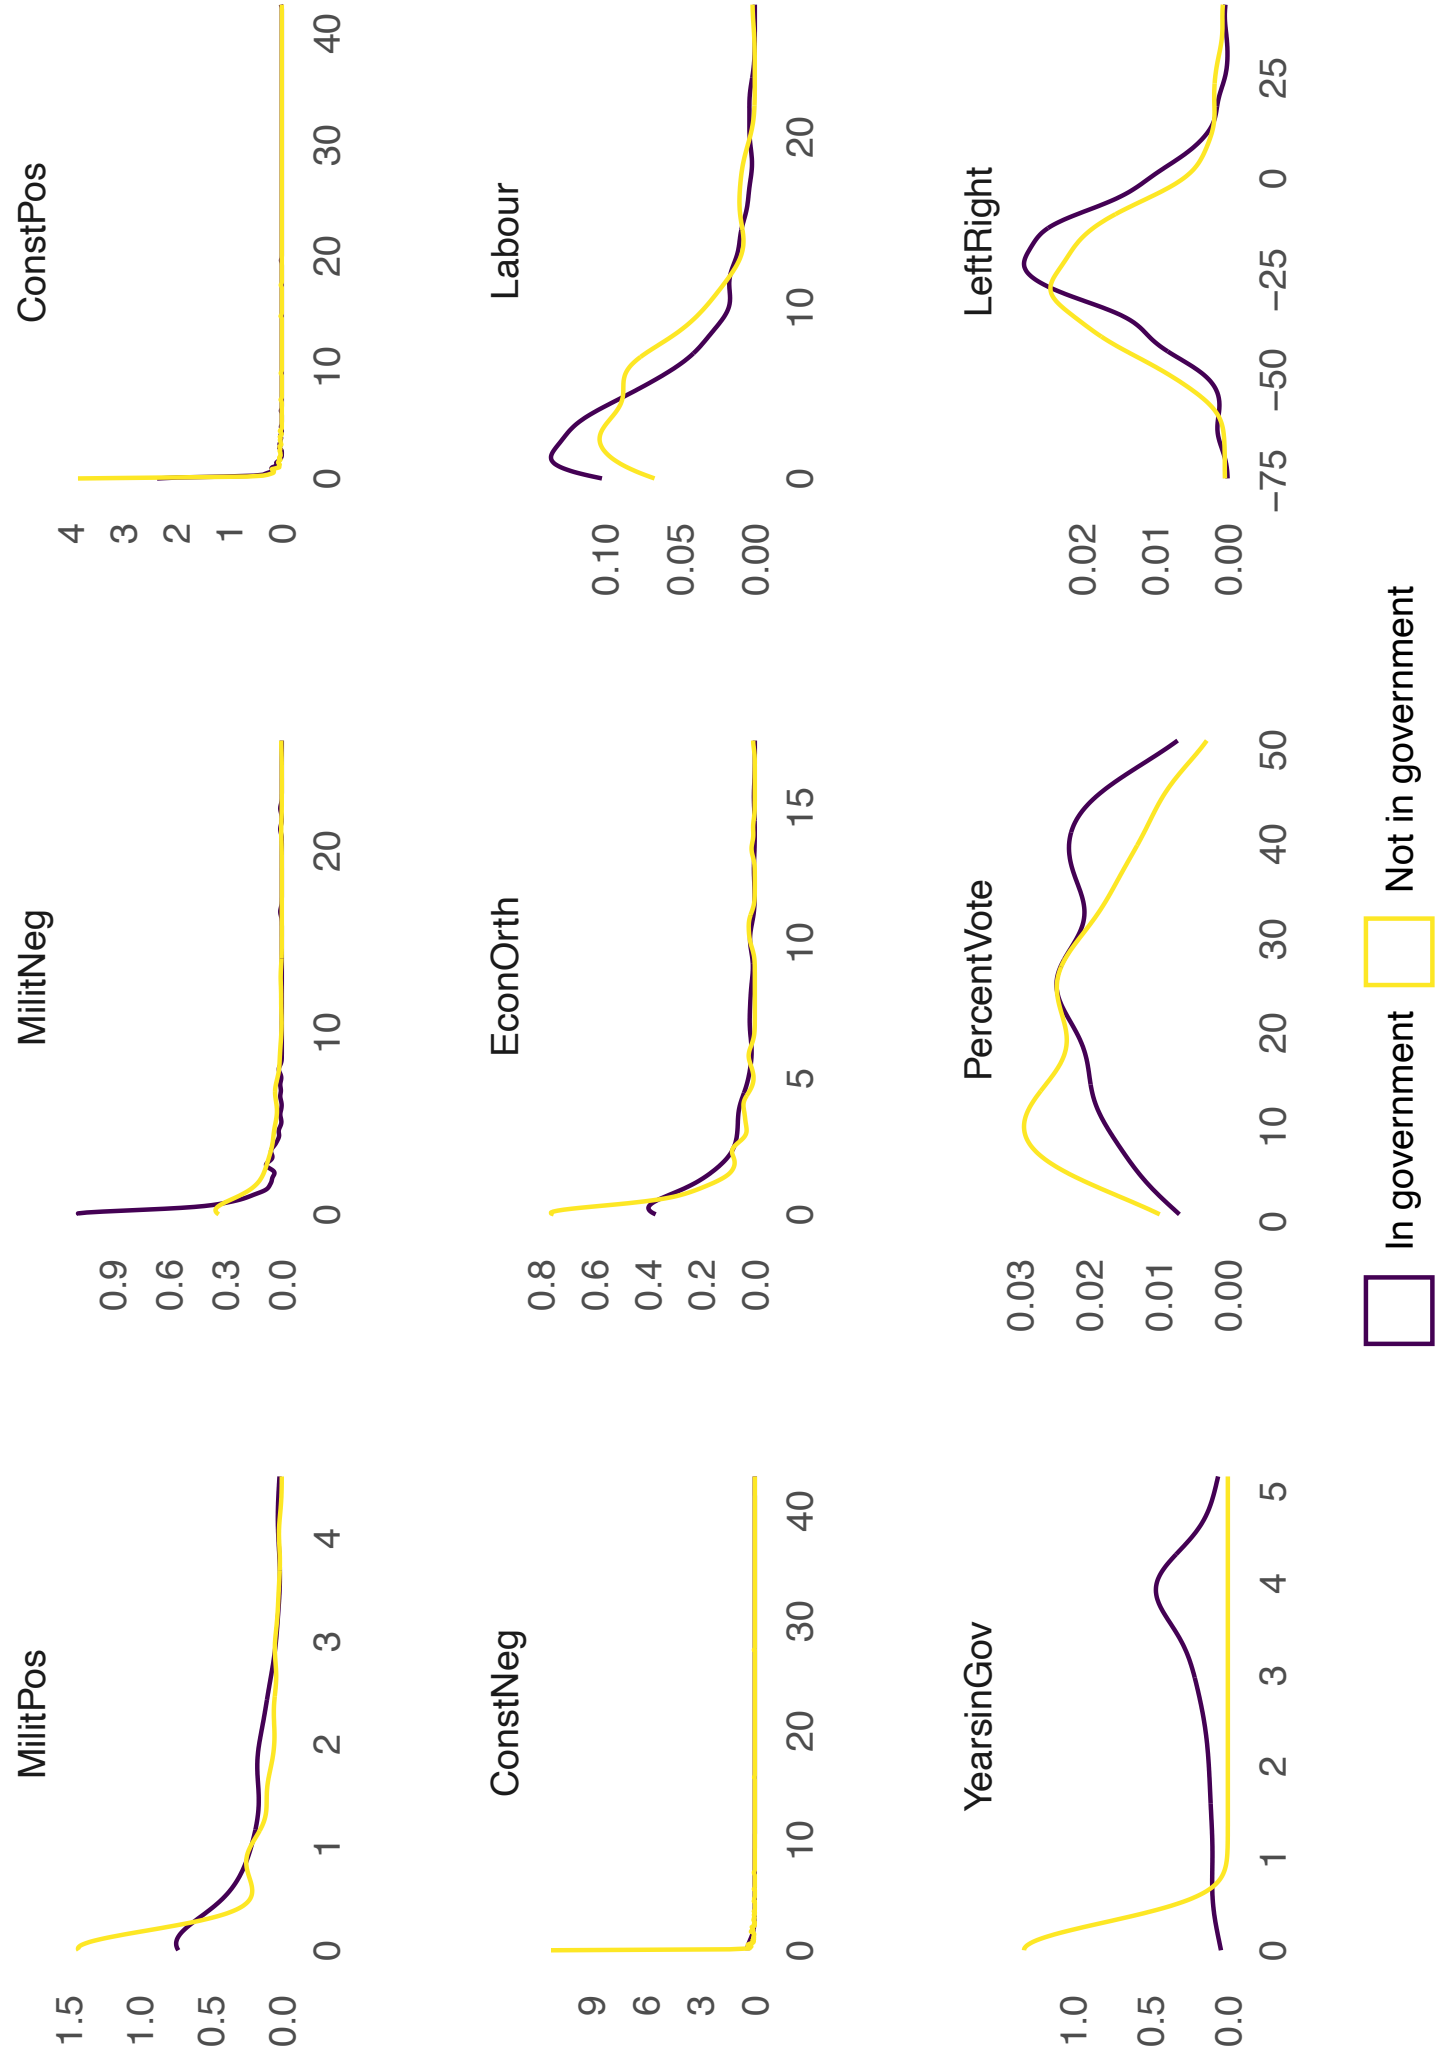 MilitPos
MilitNeg
ConstPos
1.5
1.0
0.5
0.0
0 1 2 3 4
0.9
0.6
0.3
0.0
0 10 20
4
3
2
1
0
0 10 20 30 40
ConstNeg
EconOrth
Labour
9
6
3
0
0 10 20 30 40
0.8
0.6
0.4
0.2
0.0
0 5 10 15
0.10
0.05
0.00
0 10 20
YearsinGov
PercentVote
LeftRight
1.0
0.5
0.0
0 1 2 3 4 5
0.03
0.02
0.01
0.00
0 10 20 30 40 50
0.02
0.01
0.00
−75 −50 −25 0 25
In government Not in government